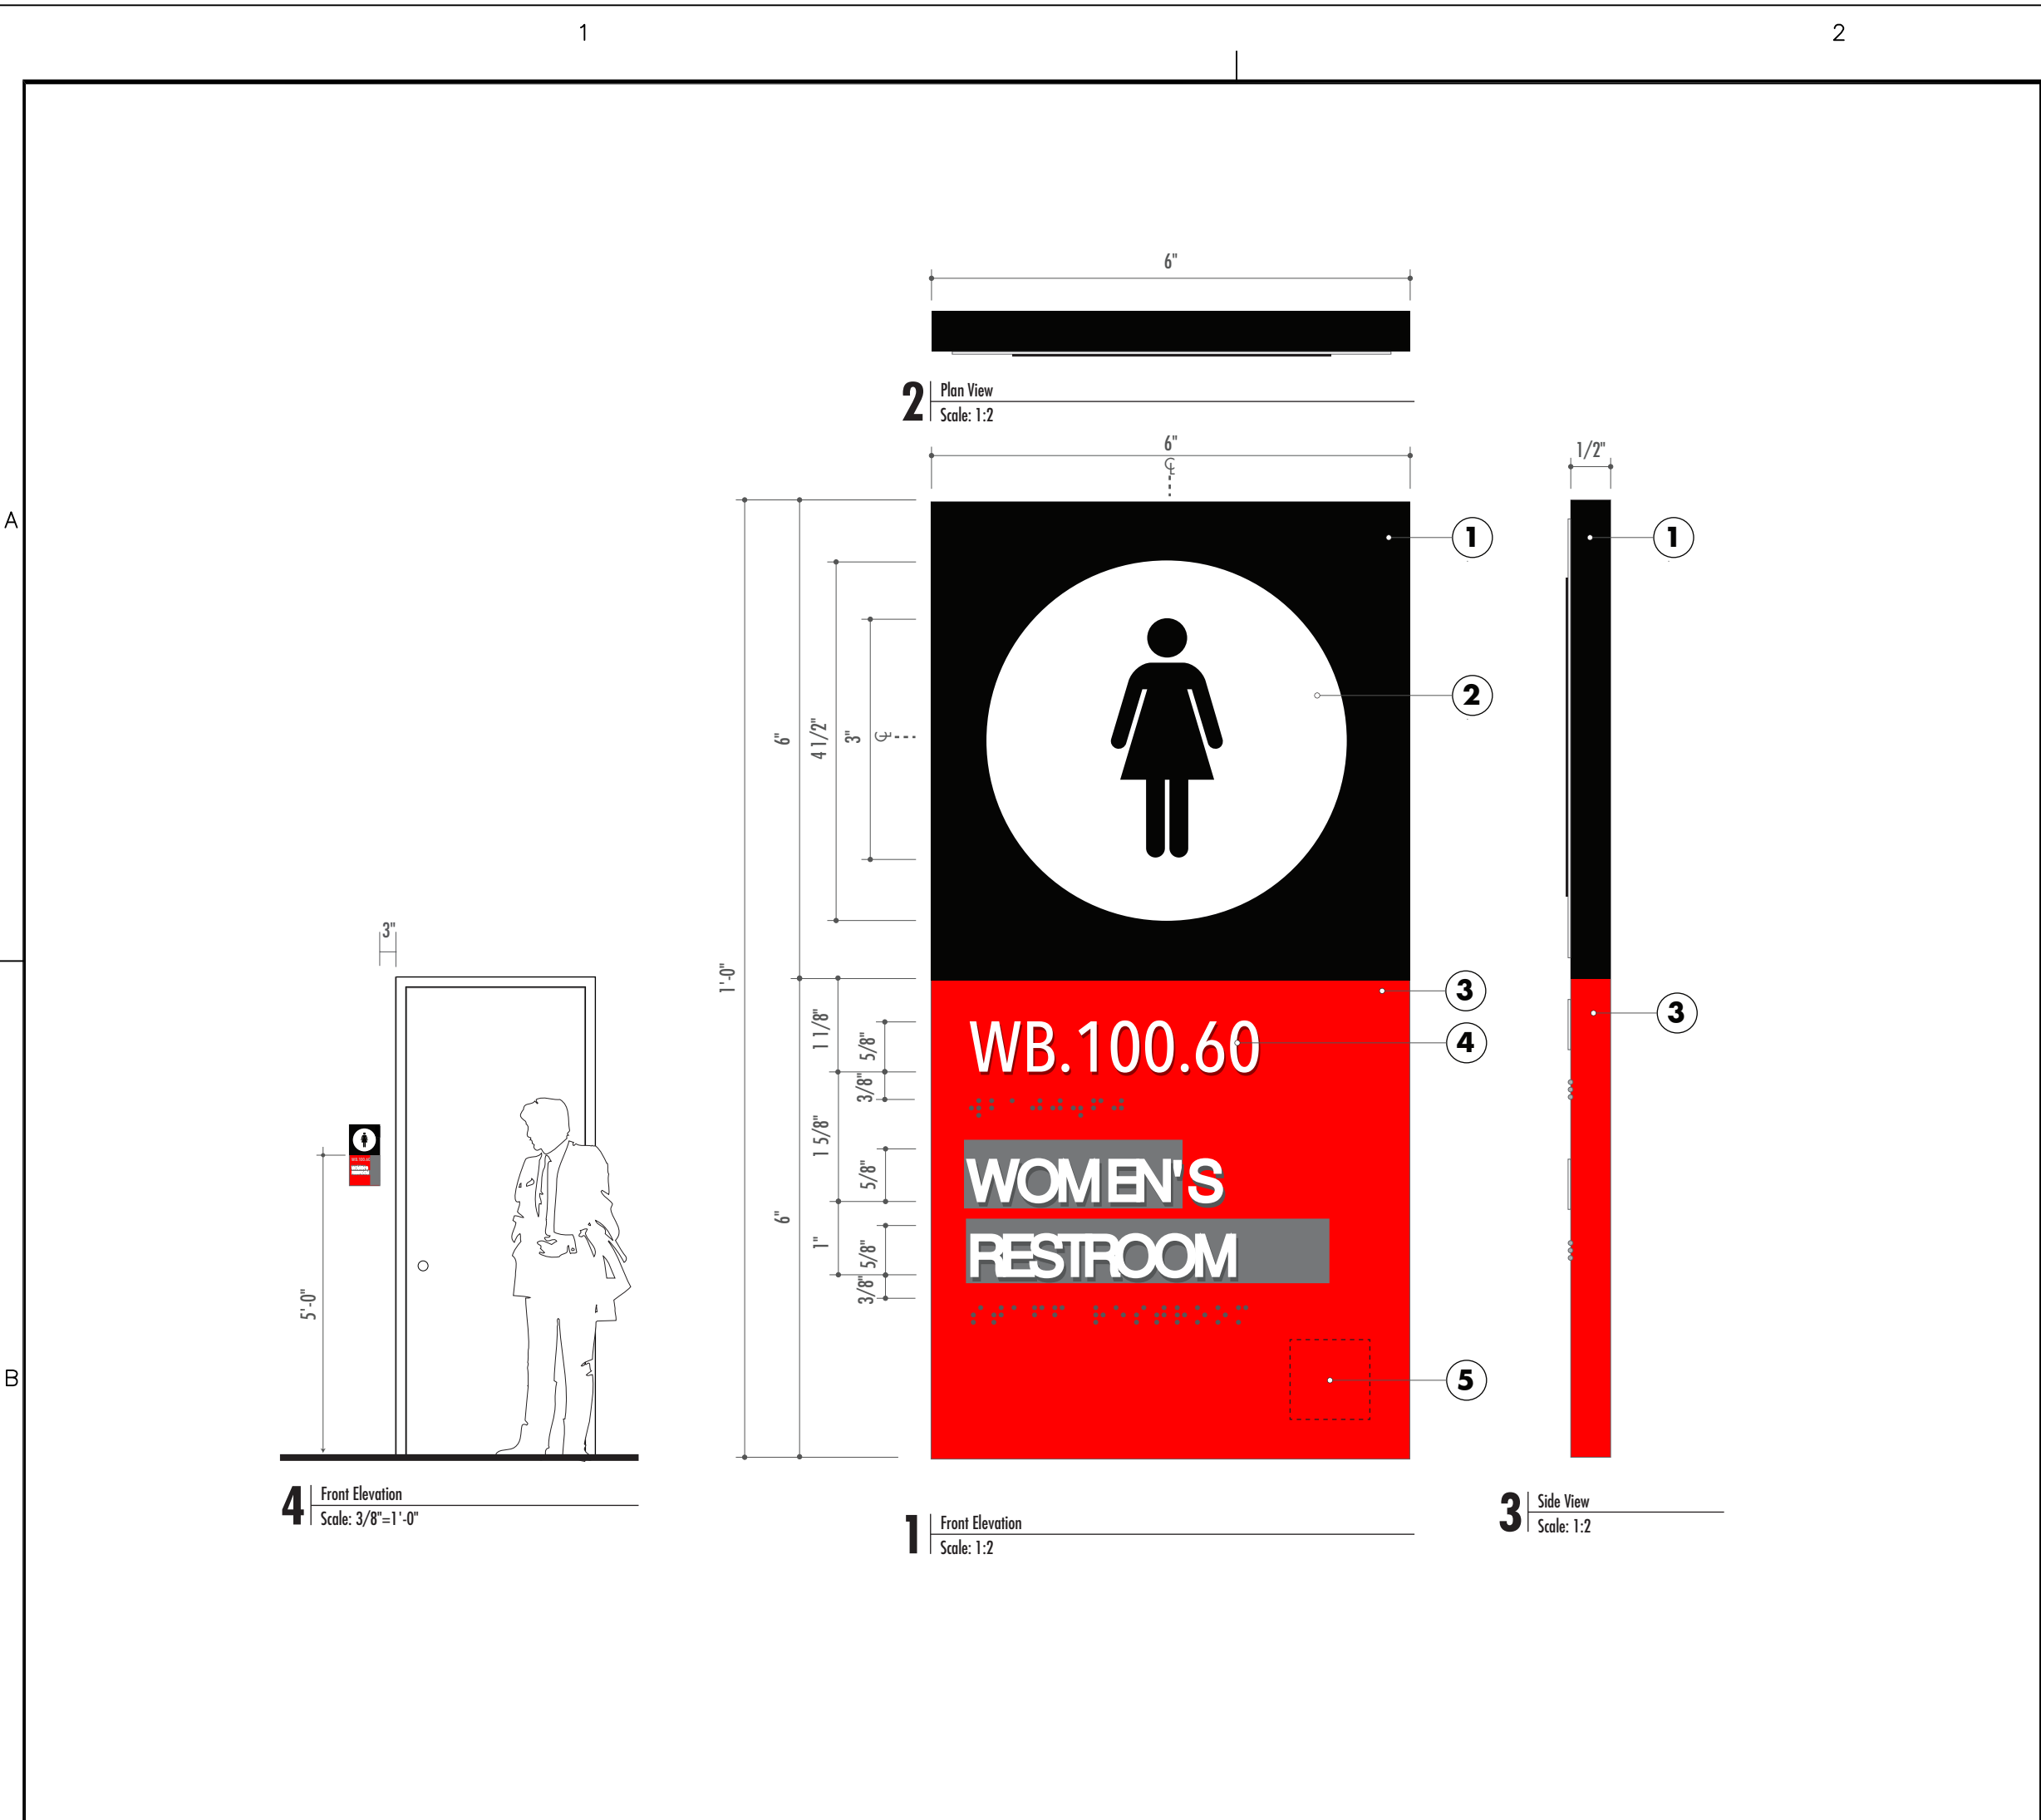 1
2
6"
2
Plan View
Scale: 1:2
6"
℄
1/2"
A
1
1
2
6"
4 1/2"
3"
℄
3"
1'-0"
3
3
WB.100.60
4
1 1/8"
5/8"
3/8"
1 5/8"
WOMEN'S
5/8"
6"
RESTROOM
1"
5/8"
3/8"
5'-0"
B
5
4
Front Elevation
Scale: 3/8"=1'-0"
1
Front Elevation
Scale: 1:2
3
Side View
Scale: 1:2